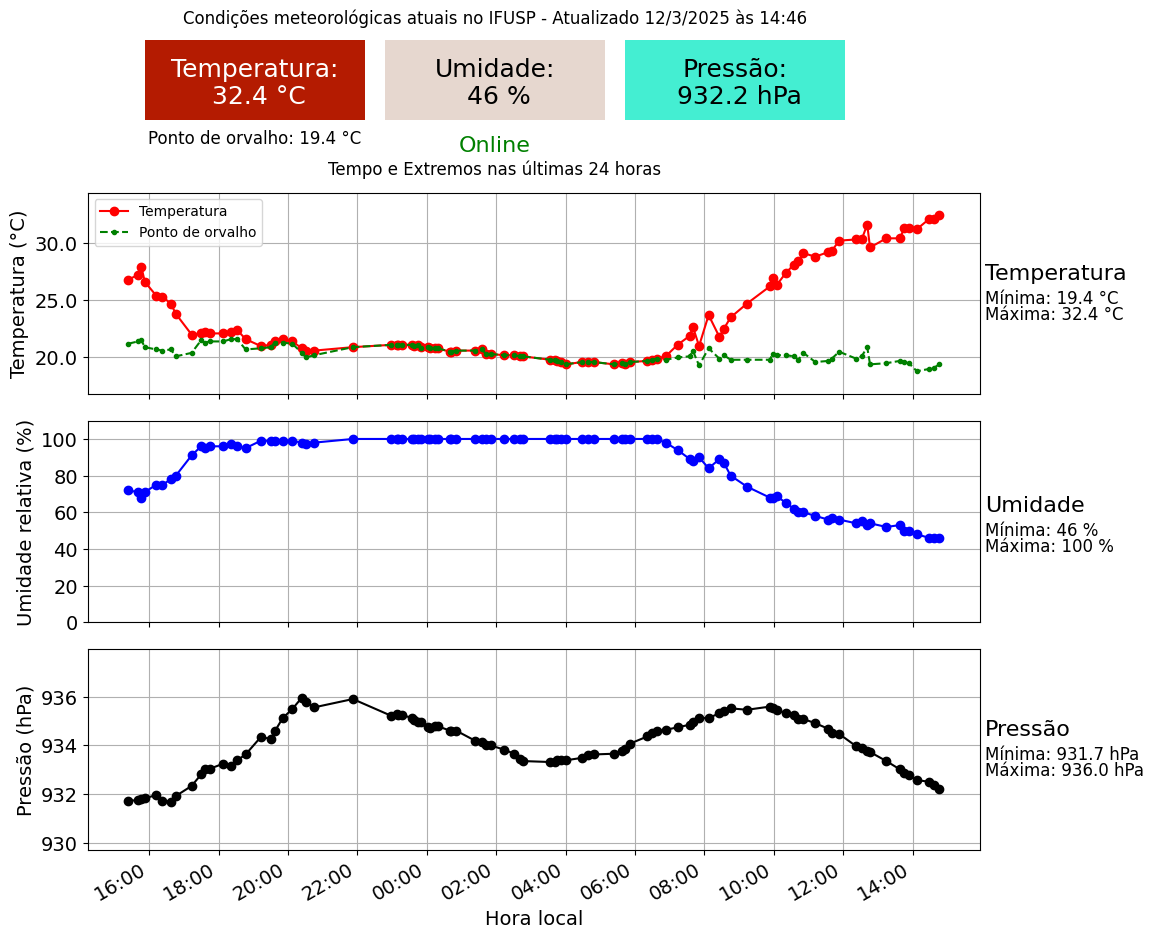 Condições meteorológicas atuais no IFUSP - Atualizado 12/3/2025 às 14:46
Temperatura:
32.4 °C
Umidade:
46 %
Pressão:
932.2 hPa
Ponto de orvalho: 19.4 °C
Online
Tempo e Extremos nas últimas 24 horas
Temperatura (°C)
30.0
25.0
20.0
Temperatura
Ponto de orvalho
Temperatura
Mínima: 19.4 °C
Máxima: 32.4 °C
Umidade relativa (%)
100
80
60
40
20
0
Umidade
Mínima: 46 %
Máxima: 100 %
Pressão (hPa)
936
934
932
930
Pressão
Mínima: 931.7 hPa
Máxima: 936.0 hPa
16:00
18:00
20:00
22:00
00:00
02:00
04:00
06:00
08:00
10:00
12:00
14:00
Hora local